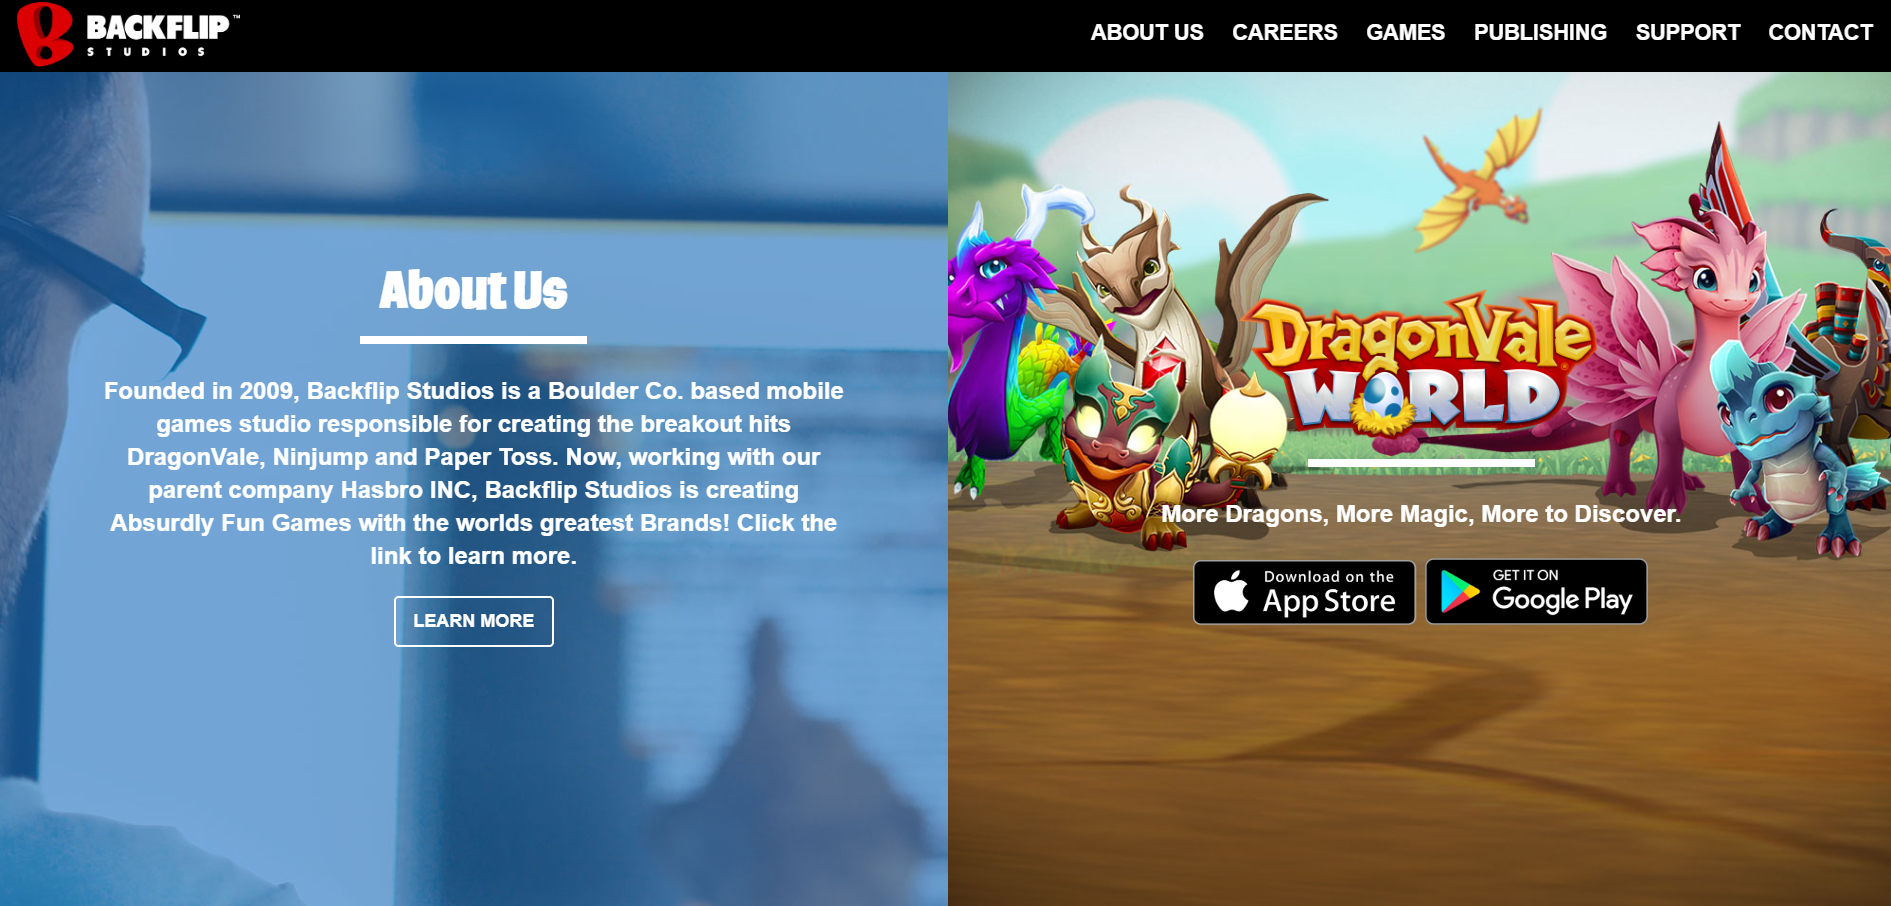 BACKFLIP™
STUDIOS
ABOUT US CAREERS GAMES PUBLISHING SUPPORT CONTACT
About Us
Founded in 2009, Backflip Studios is a Boulder Co. based mobile
games studio responsible for creating the breakout hits
DragonVale, Ninjump and Paper Toss. Now, working with our
parent company Hasbro INC, Backflip Studios is creating
Absurdly Fun Games with the worlds greatest Brands! Click the
link to learn more.
LEARN MORE
DragonVale®
WORLD
More Dragons, More Magic, More to Discover.
Download on the
App Store
GET IT ON
Google Play